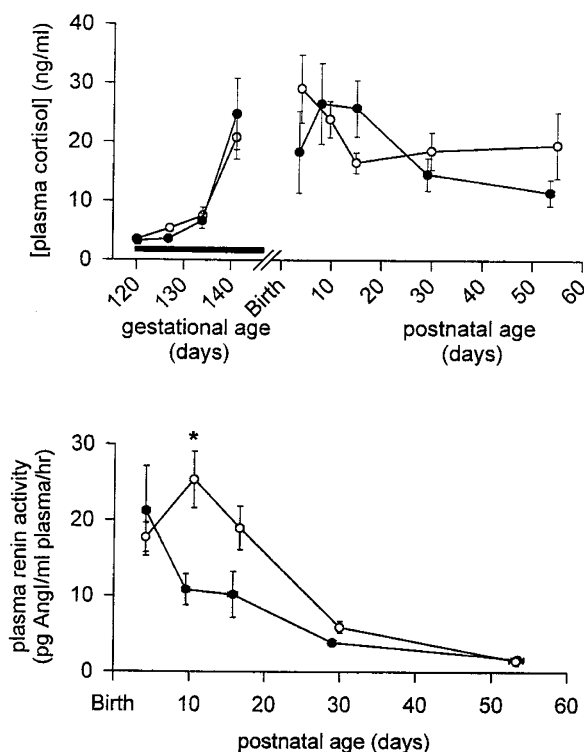 40
30
20
10
0
[plasma cortisol] (ng/ml)
120 130 140 Birth 10 20 30 40 50 60
gestational age
(days)
postnatal age
(days)
*
30
20
10
0
plasma renin activity
(pg AngI/ml plasma/hr)
Birth 10 20 30 40 50 60
postnatal age (days)